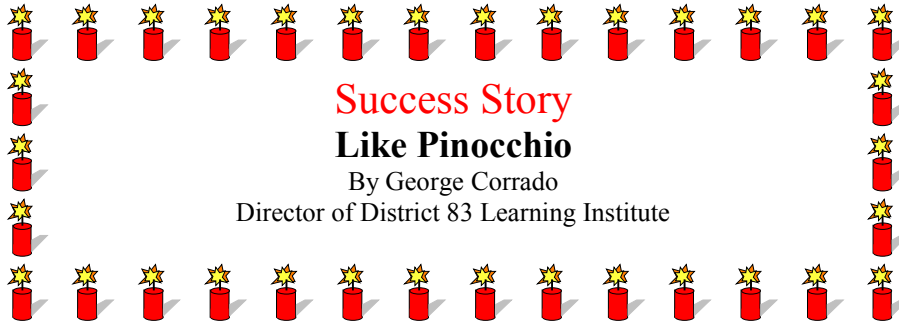 Success Story
Like Pinocchio
By George Corrado
Director of District 83 Learning Institute